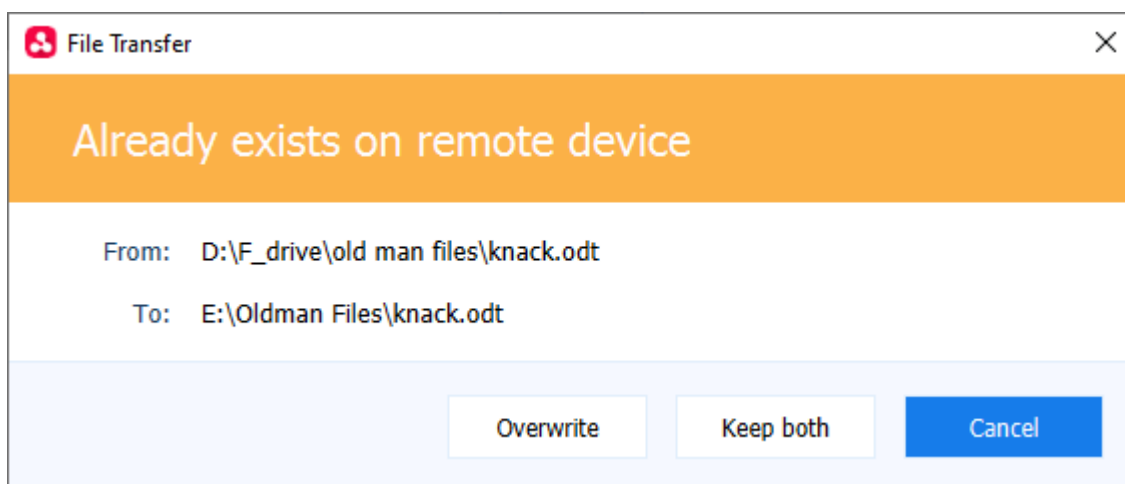 File Transfer
Already exists on remote device
From: D:\F_drive\old man files\knack.odt
To: E:\Oldman Files\knack.odt
Overwrite Keep both Cancel